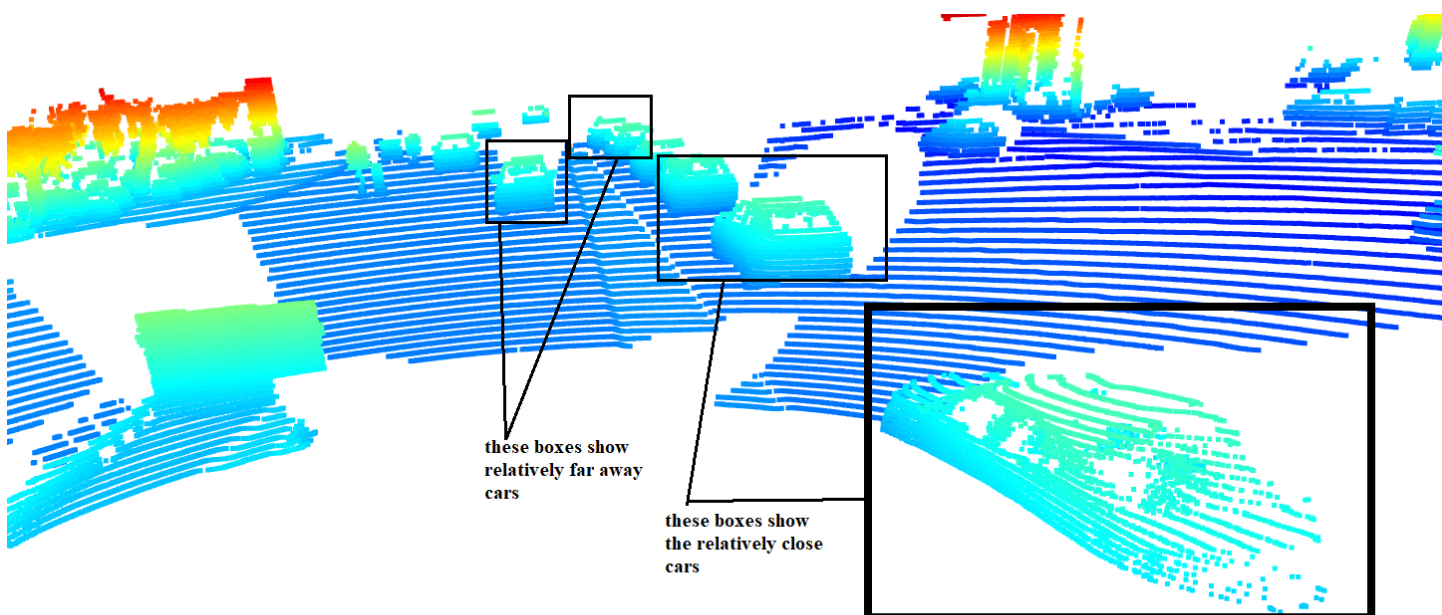 these boxes show
relatively far away
cars
these boxes show
the relatively close
cars